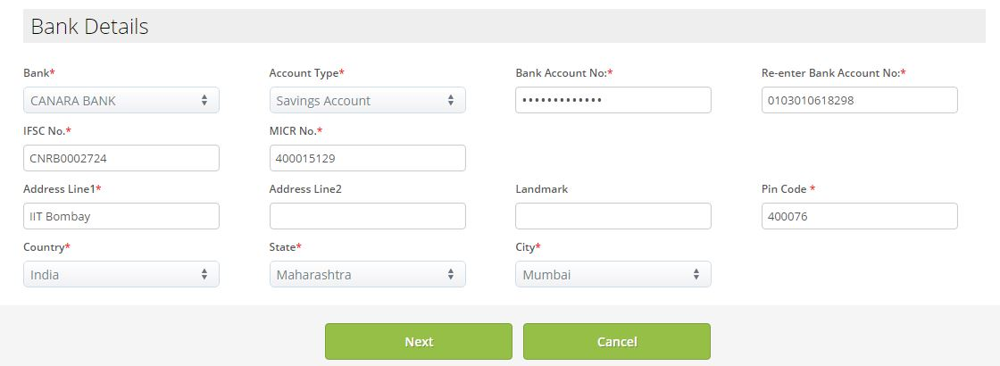 Bank Details
Bank* Account Type* Bank Account No:* Re-enter Bank Account No:*
CANARA BANK Savings Account ••••••••••••• 0103010618298
IFSC No.* MICR No.*
CNRB0002724 400015129
Address Line1* Address Line2 Landmark Pin Code *
IIT Bombay 400076
Country* State* City*
India Maharashtra Mumbai
Next Cancel